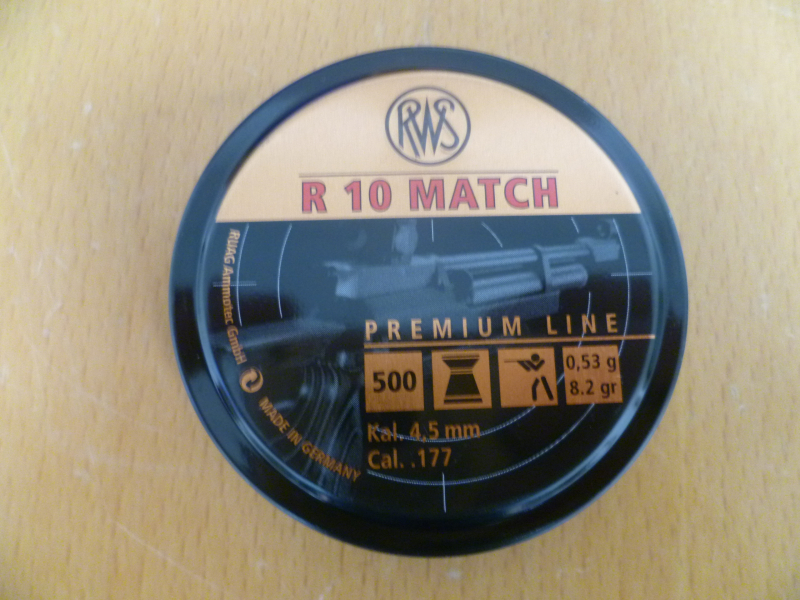 RWS
R 10 MATCH
RUAG Ammotec GmbH
MADE IN GERMANY
PREMIUM LINE
500
0,53 g
8.2 gr
Kal. 4,5 mm
Cal. .177